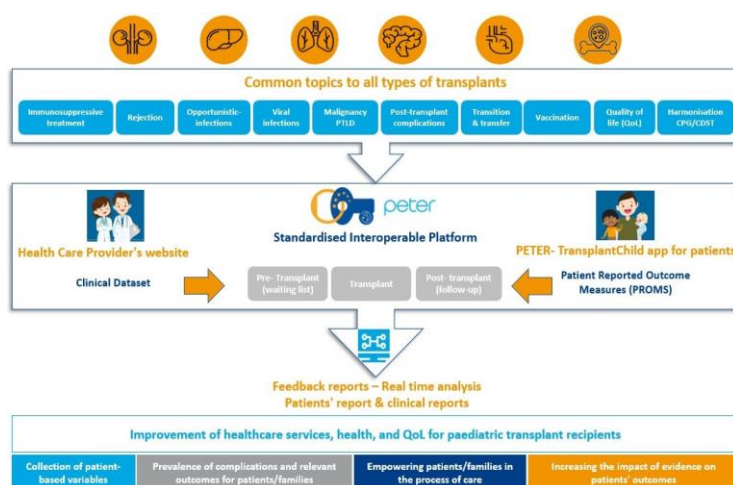 Common topics to all types of transplants
Immunosuppressive
treatment
Rejection
Opportunistic-
infections
Viral
infections
Malignancy
PTLD
Post-transplant
complications
Transition
& transfer
Vaccination
Quality of
life (QoL)
Harmonisation
CPG/CDST
peter
Standardised Interoperable Platform
Health Care Provider's website
Clinical Dataset
Pre- Transplant
(waiting list)
Transplant
Post- transplant
(follow-up)
PETER- TransplantChild app for patients
Patient Reported Outcome
Measures (PROMS)
Feedback reports – Real time analysis
Patients' report & clinical reports
Improvement of healthcare services, health, and QoL for paediatric transplant recipients
Collection of patient-
based variables
Prevalence of complications and relevant
outcomes for patients/families
Empowering patients/families in
the process of care
Increasing the impact of evidence on
patients' outcomes